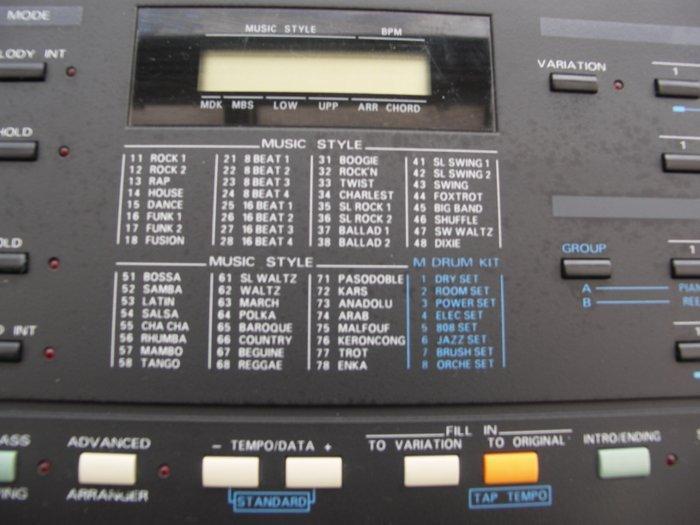 MODE
MUSIC STYLE BPM
LODY INT
VARIATION
1
MDK MBS LOW UPP ARR CHORD
HOLD
MUSIC STYLE
11 ROCK 1 21 8 BEAT 1 31 BOOGIE 41 SL SWING 1
12 ROCK 2 22 8 BEAT 2 32 ROCK'N 42 SL SWING 2
13 RAP 23 8 BEAT 3 33 TWIST 43 SWING
14 HOUSE 24 8 BEAT 4 34 CHARLEST 44 FOXTROT
15 DANCE 25 16 BEAT 1 35 SL ROCK 1 45 BIG BAND
16 FUNK 1 26 16 BEAT 2 36 SL ROCK 2 46 SHUFFLE
17 FUNK 2 27 16 BEAT 3 37 BALLAD 1 47 SW WALTZ
18 FUSION 28 16 BEAT 4 38 BALLAD 2 48 DIXIE
1
OLD
GROUP
1
A PIAN
B REE
MUSIC STYLE M DRUM KIT
51 BOSSA 61 SL WALTZ 71 PASODOBLE 1 DRY SET
52 SAMBA 62 WALTZ 72 KARS 2 ROOM SET
53 LATIN 63 MARCH 73 ANADOLU 3 POWER SET
54 SALSA 64 POLKA 74 ARAB 4 ELEC SET
55 CHA CHA 65 BAROQUE 75 MALFOUF 5 808 SET
56 RHUMBA 66 COUNTRY 76 KERONCONG 6 JAZZ SET
57 MAMBO 67 BEGUINE 77 TROT 7 BRUSH SET
58 TANGO 68 REGGAE 78 ENKA 8 ORCHE SET
O INT
1
ASS
PING
ADVANCED
ARRANGER
- TEMPO/DATA +
STANDARD
FILL IN
TO VARIATION TO ORIGINAL
TAP TEMPO
INTRO/ENDING